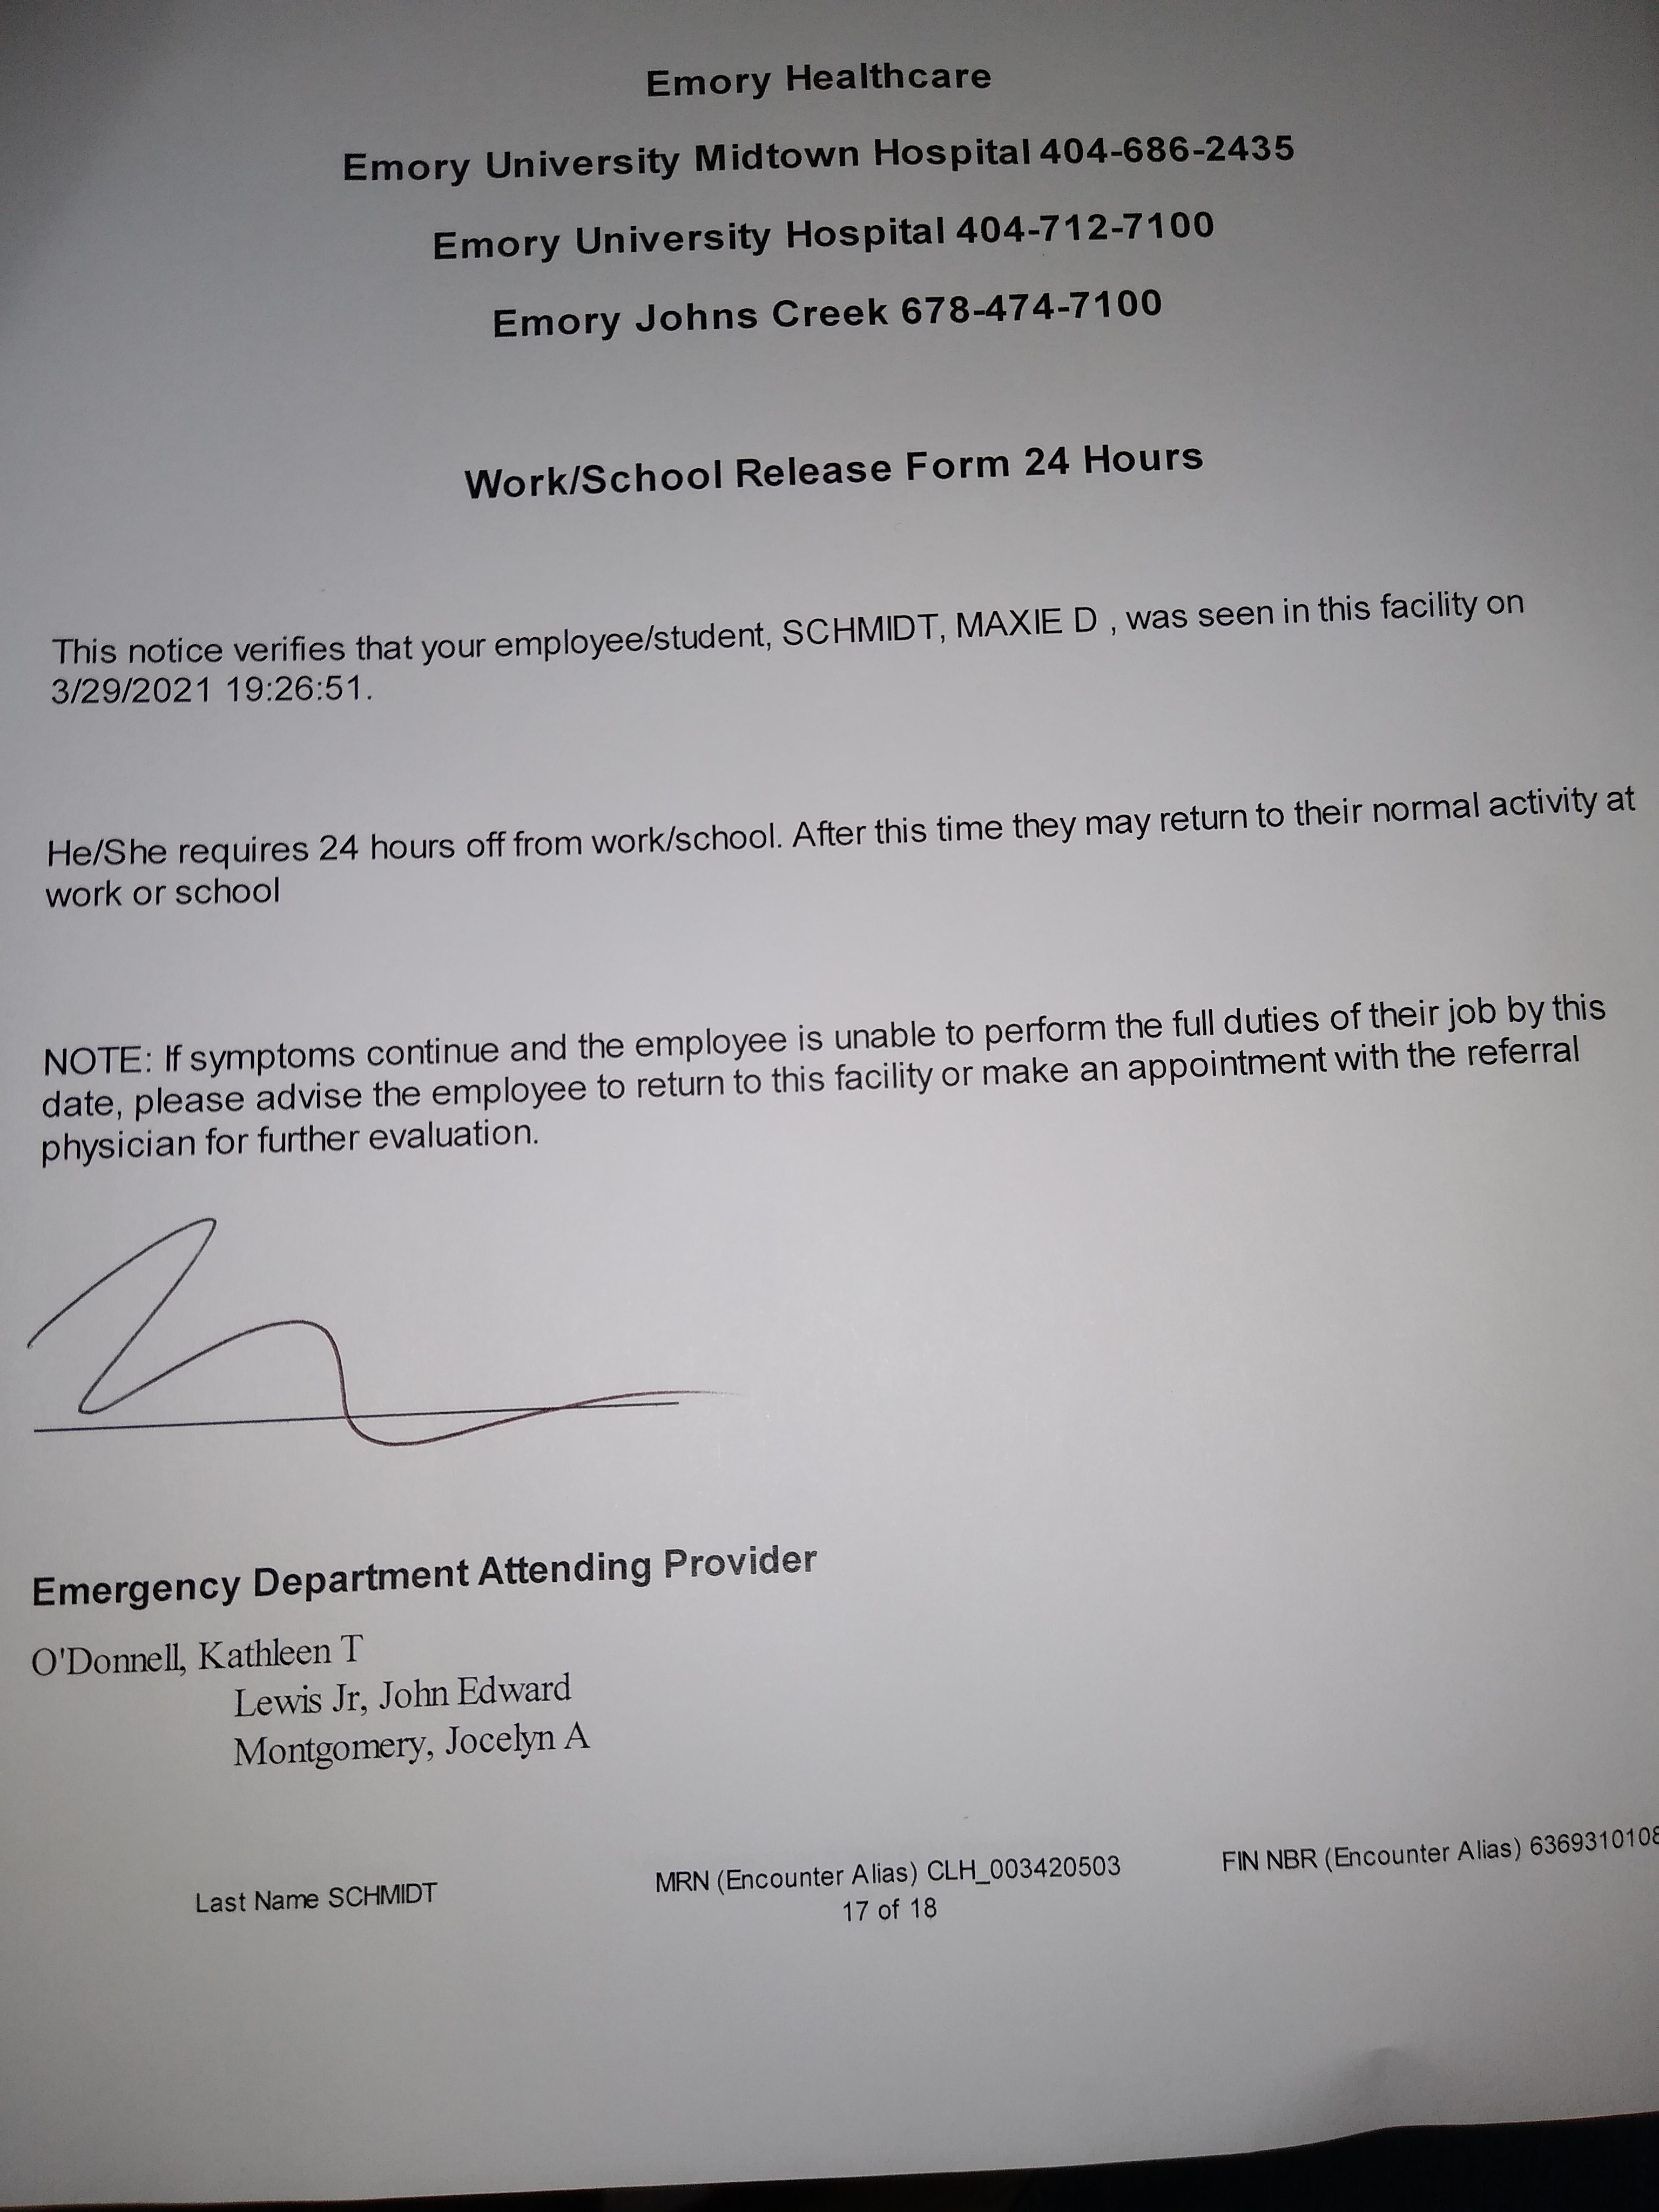 Emory Healthcare
Emory University Midtown Hospital 404-686-2435
Emory University Hospital 404-712-7100
Emory Johns Creek 678-474-7100
Work/School Release Form 24 Hours
This notice verifies that your employee/student, SCHMIDT, MAXIE D , was seen in this facility on
3/29/2021 19:26:51.
He/She requires 24 hours off from work/school. After this time they may return to their normal activity at
work or school
NOTE: If symptoms continue and the employee is unable to perform the full duties of their job by this
date, please advise the employee to return to this facility or make an appointment with the referral
physician for further evaluation.
Emergency Department Attending Provider
O'Donnell, Kathleen T
Lewis Jr, John Edward
Montgomery, Jocelyn A
Last Name SCHMIDT MRN (Encounter Alias) CLH_003420503 FIN NBR (Encounter Alias) 6369310108
17 of 18